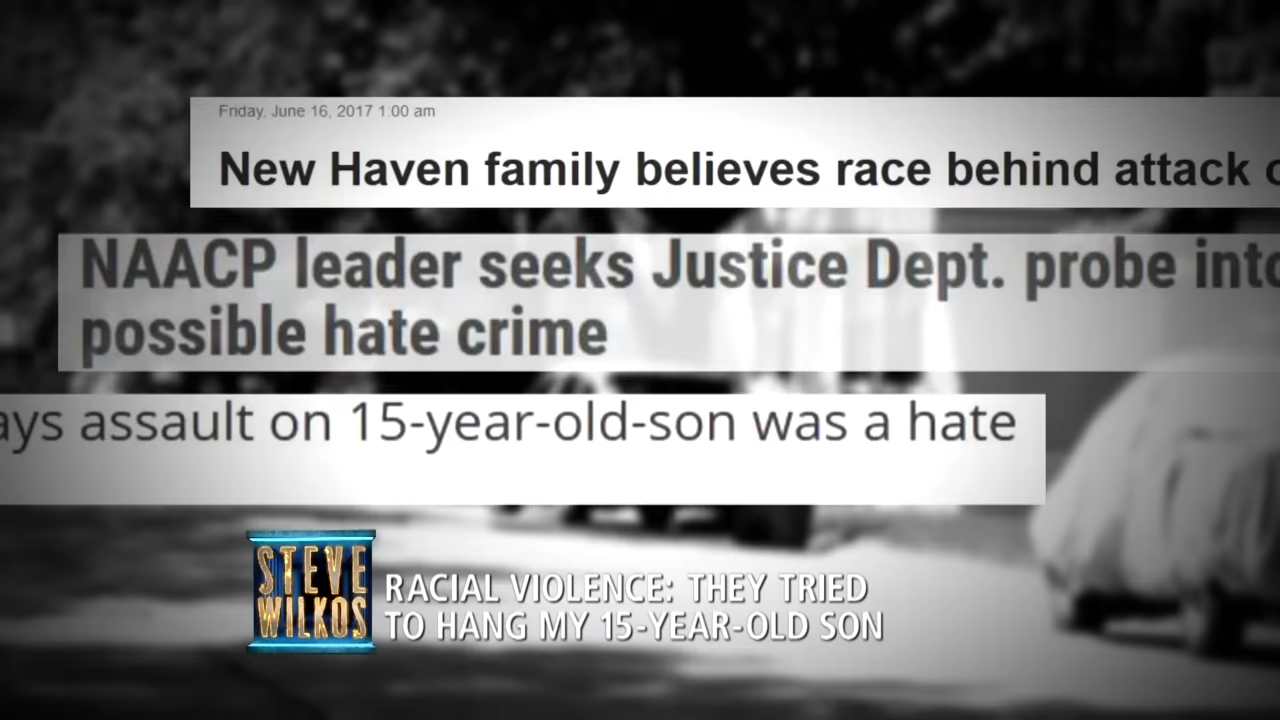 Friday, June 16, 2017 1:00 am
New Haven family believes race behind attack
NAACP leader seeks Justice Dept. probe into
possible hate crime
ays assault on 15-year-old-son was a hate
STEVE
WILKOS
RACIAL VIOLENCE: THEY TRIED
TO HANG MY 15-YEAR-OLD SON